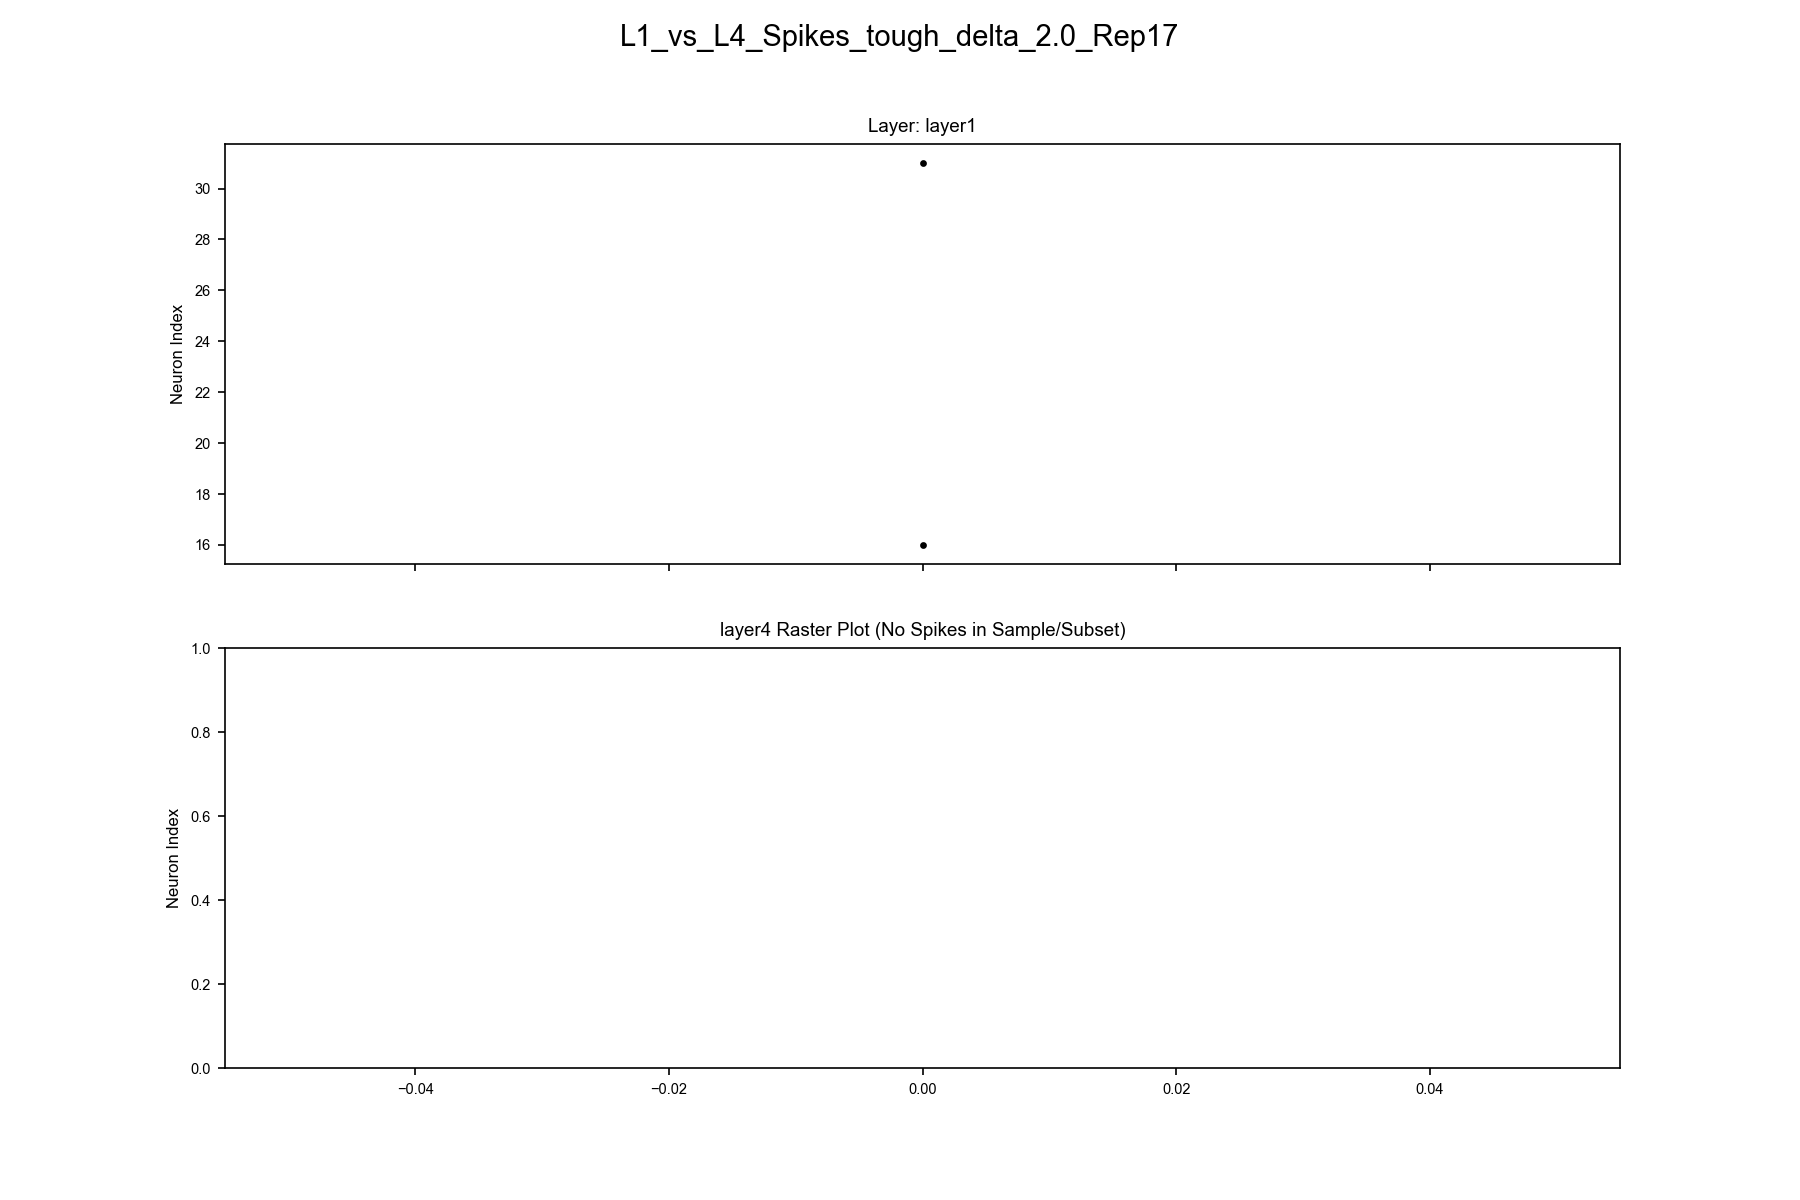 L1_vs_L4_Spikes_tough_delta_2.0_Rep17
Layer: layer1
Neuron Index
30
28
26
24
22
20
18
16
layer4 Raster Plot (No Spikes in Sample/Subset)
Neuron Index
1.0
0.8
0.6
0.4
0.2
0.0
−0.04 −0.02 0.00 0.02 0.04